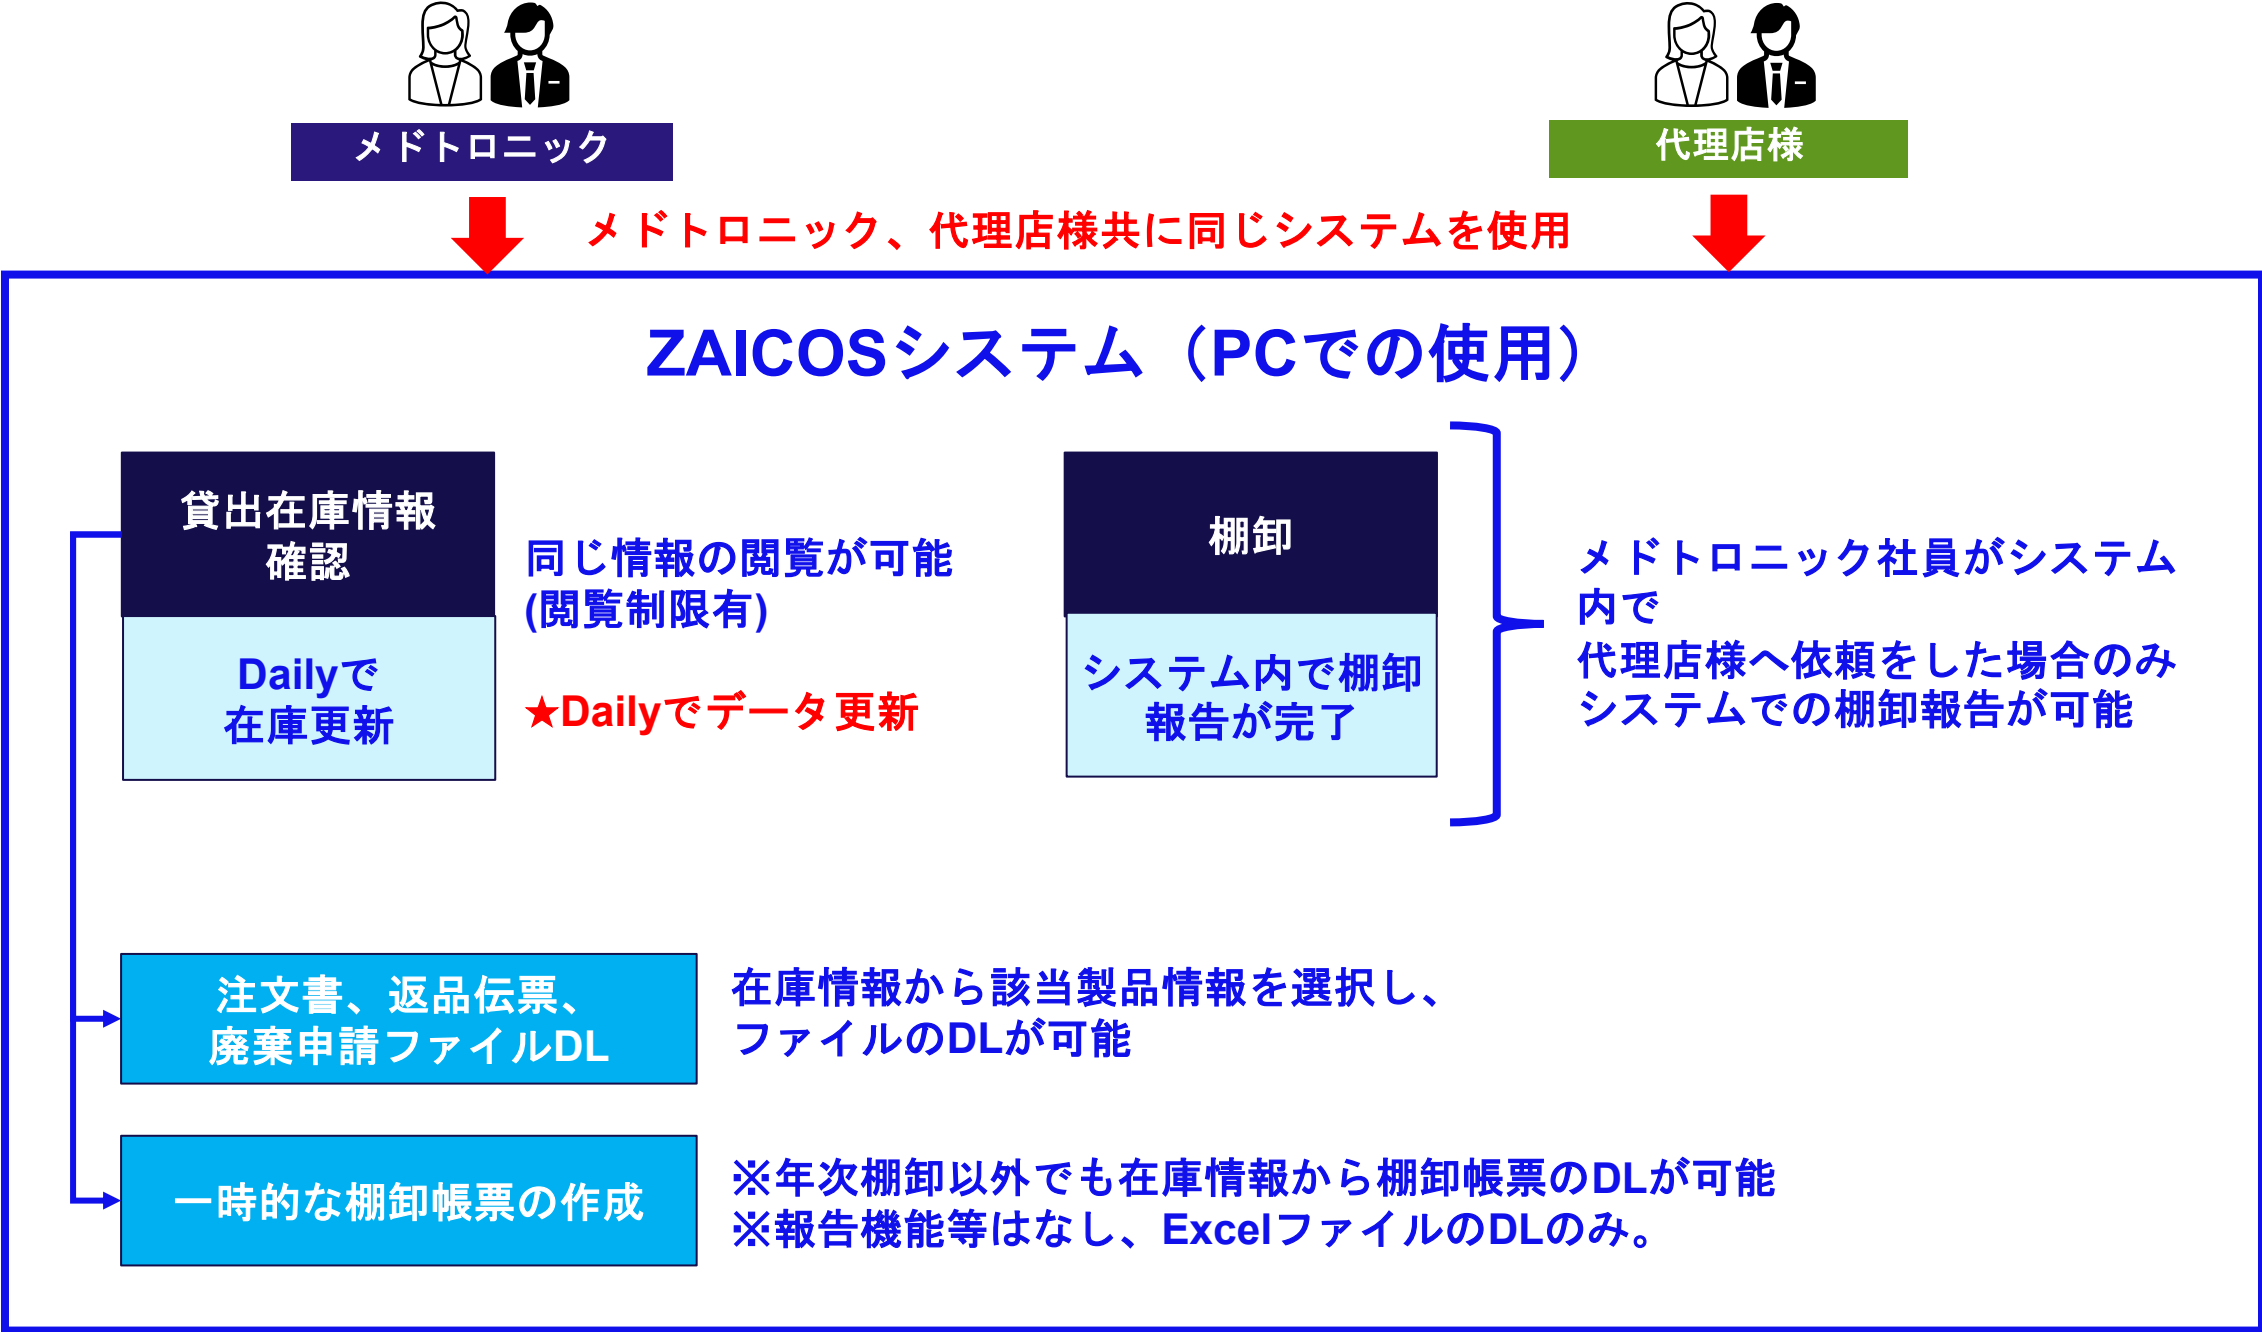 メドトロニック
代理店様
メドトロニック、代理店様共に同じシステムを使用
ZAICOSシステム（PCでの使用）
貸出在庫情報
確認
Dailyで
在庫更新
同じ情報の閲覧が可能
(閲覧制限有)
★Dailyでデータ更新
棚卸
システム内で棚卸
報告が完了
メドトロニック社員がシステム
内で
代理店様へ依頼をした場合のみ
システムでの棚卸報告が可能
注文書、返品伝票、
廃棄申請ファイルDL
在庫情報から該当製品情報を選択し、
ファイルのDLが可能
一時的な棚卸帳票の作成
※年次棚卸以外でも在庫情報から棚卸帳票のDLが可能
※報告機能等はなし、ExcelファイルのDLのみ。